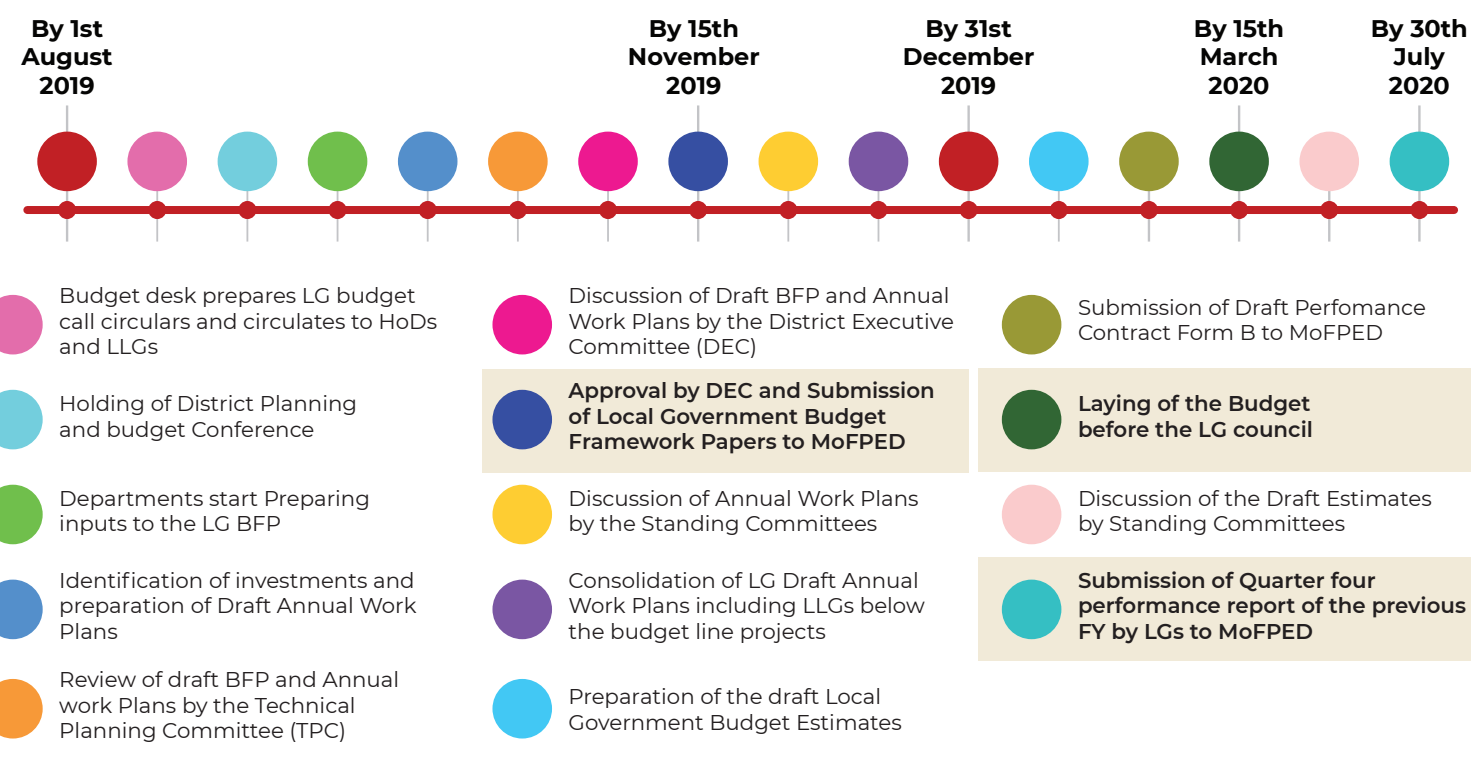 By 1st
August
2019
By 15th
November
2019
By 31st
December
2019
By 15th
March
2020
By 30th
July
2020
Budget desk prepares LG budget
call circulars and circulates to HoDs
and LLGs
Holding of District Planning
and budget Conference
Departments start Preparing
inputs to the LG BFP
Identification of investments and
preparation of Draft Annual Work
Plans
Review of draft BFP and Annual
work Plans by the Technical
Planning Committee (TPC)
Discussion of Draft BFP and Annual
Work Plans by the District Executive
Committee (DEC)
Approval by DEC and Submission
of Local Government Budget
Framework Papers to MoFPED
Discussion of Annual Work Plans
by the Standing Committees
Consolidation of LG Draft Annual
Work Plans including LLGs below
the budget line projects
Preparation of the draft Local
Government Budget Estimates
Submission of Draft Perfomance
Contract Form B to MoFPED
Laying of the Budget
before the LG council
Discussion of the Draft Estimates
by Standing Committees
Submission of Quarter four
performance report of the previous
FY by LGs to MoFPED